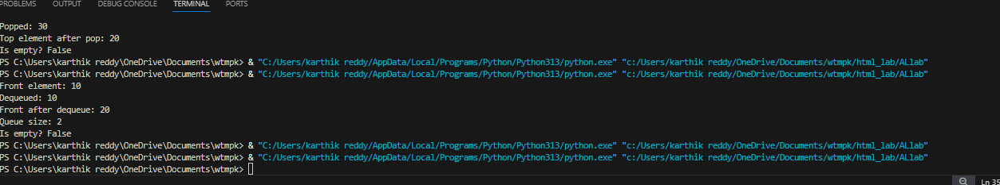 PROBLEMS OUTPUT DEBUG CONSOLE TERMINAL PORTS
Popped: 30
Top element after pop: 20
Is empty? False
PS C:\Users\karthik reddy\OneDrive\Documents\wtmpk> & "C:/Users/karthik reddy/AppData/Local/Programs/Python/Python313/python.exe" "c:/Users/karthik reddy/OneDrive/Documents/wtmpk/html_lab/ALlab"
PS C:\Users\karthik reddy\OneDrive\Documents\wtmpk> & "C:/Users/karthik reddy/AppData/Local/Programs/Python/Python313/python.exe" "c:/Users/karthik reddy/OneDrive/Documents/wtmpk/html_lab/ALlab"
Front element: 10
Dequeued: 10
Front after dequeue: 20
Queue size: 2
Is empty? False
PS C:\Users\karthik reddy\OneDrive\Documents\wtmpk> & "C:/Users/karthik reddy/AppData/Local/Programs/Python/Python313/python.exe" "c:/Users/karthik reddy/OneDrive/Documents/wtmpk/html_lab/ALlab"
PS C:\Users\karthik reddy\OneDrive\Documents\wtmpk> & "C:/Users/karthik reddy/AppData/Local/Programs/Python/Python313/python.exe" "c:/Users/karthik reddy/OneDrive/Documents/wtmpk/html_lab/ALlab"
PS C:\Users\karthik reddy\OneDrive\Documents\wtmpk>
Ln 35